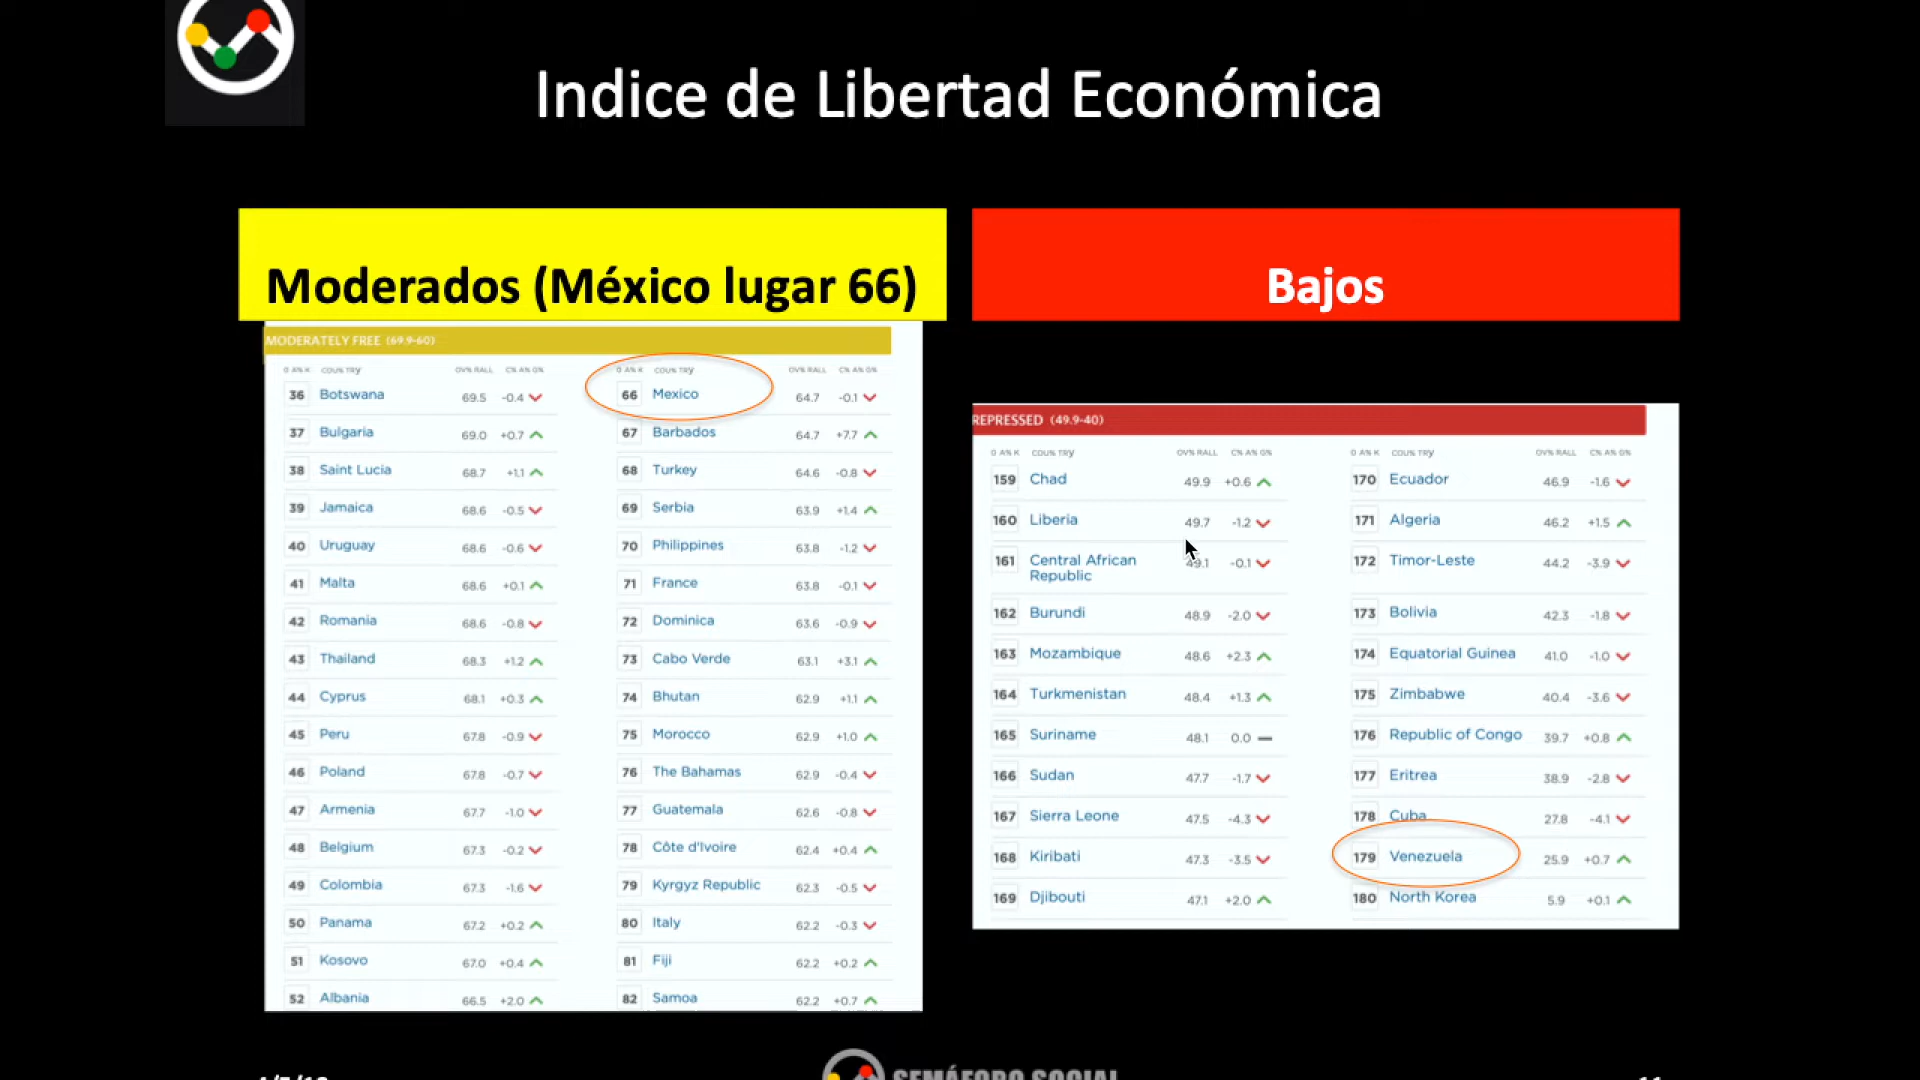 Indice de Libertad Económica
Moderados (México lugar 66)
MODERATELY FREE (69.9-60)
COUNTRY
36 Botswana 69.5 -0.4
37 Bulgaria 69.0 +0.7
38 Saint Lucia 68.7 +1.1
39 Jamaica 68.6 -0.5
40 Uruguay 68.6 -0.6
41 Malta 68.6 +0.1
42 Romania 68.6 -0.8
43 Thailand 68.3 +1.2
44 Cyprus 68.1 +0.3
45 Peru 67.8 -0.9
46 Poland 67.8 -0.7
47 Armenia 67.7 -1.0
48 Belgium 67.3 -0.2
49 Colombia 67.3 -1.6
50 Panama 67.2 +0.2
51 Kosovo 67.0 +0.4
52 Albania 66.5 +2.0
COUNTRY
66 Mexico 64.7 -0.1
67 Barbados 64.7 +7.7
68 Turkey 64.6 -0.8
69 Serbia 63.9 +1.4
70 Philippines 63.8 -1.2
71 France 63.8 -0.1
72 Dominica 63.6 -0.9
73 Cabo Verde 63.1 +3.1
74 Bhutan 62.9 +1.1
75 Morocco 62.9 +1.0
76 The Bahamas 62.9 -0.4
77 Guatemala 62.6 -0.8
78 Côte d'Ivoire 62.4 +0.4
79 Kyrgyz Republic 62.3 -0.5
80 Italy 62.2 -0.3
81 Fiji 62.2 +0.2
82 Samoa 62.2 +0.7
Bajos
REPRESSED (49.9-40)
COUNTRY
159 Chad 49.9 +0.6
160 Liberia 49.7 -1.2
161 Central African Republic 49.1 -0.1
162 Burundi 48.9 -2.0
163 Mozambique 48.6 +2.3
164 Turkmenistan 48.4 +1.3
165 Suriname 48.1 0.0
166 Sudan 47.7 -1.7
167 Sierra Leone 47.5 -4.3
168 Kiribati 47.3 -3.5
169 Djibouti 47.1 +2.0
COUNTRY
170 Ecuador 46.9 -1.6
171 Algeria 46.2 +1.5
172 Timor-Leste 44.2 -3.9
173 Bolivia 42.3 -1.8
174 Equatorial Guinea 41.0 -1.0
175 Zimbabwe 40.4 -3.6
176 Republic of Congo 39.7 +0.8
177 Eritrea 38.9 -2.8
178 Cuba 27.8 -4.1
179 Venezuela 25.9 +0.7
180 North Korea 5.9 +0.1
SEMÁFORO SOCIAL